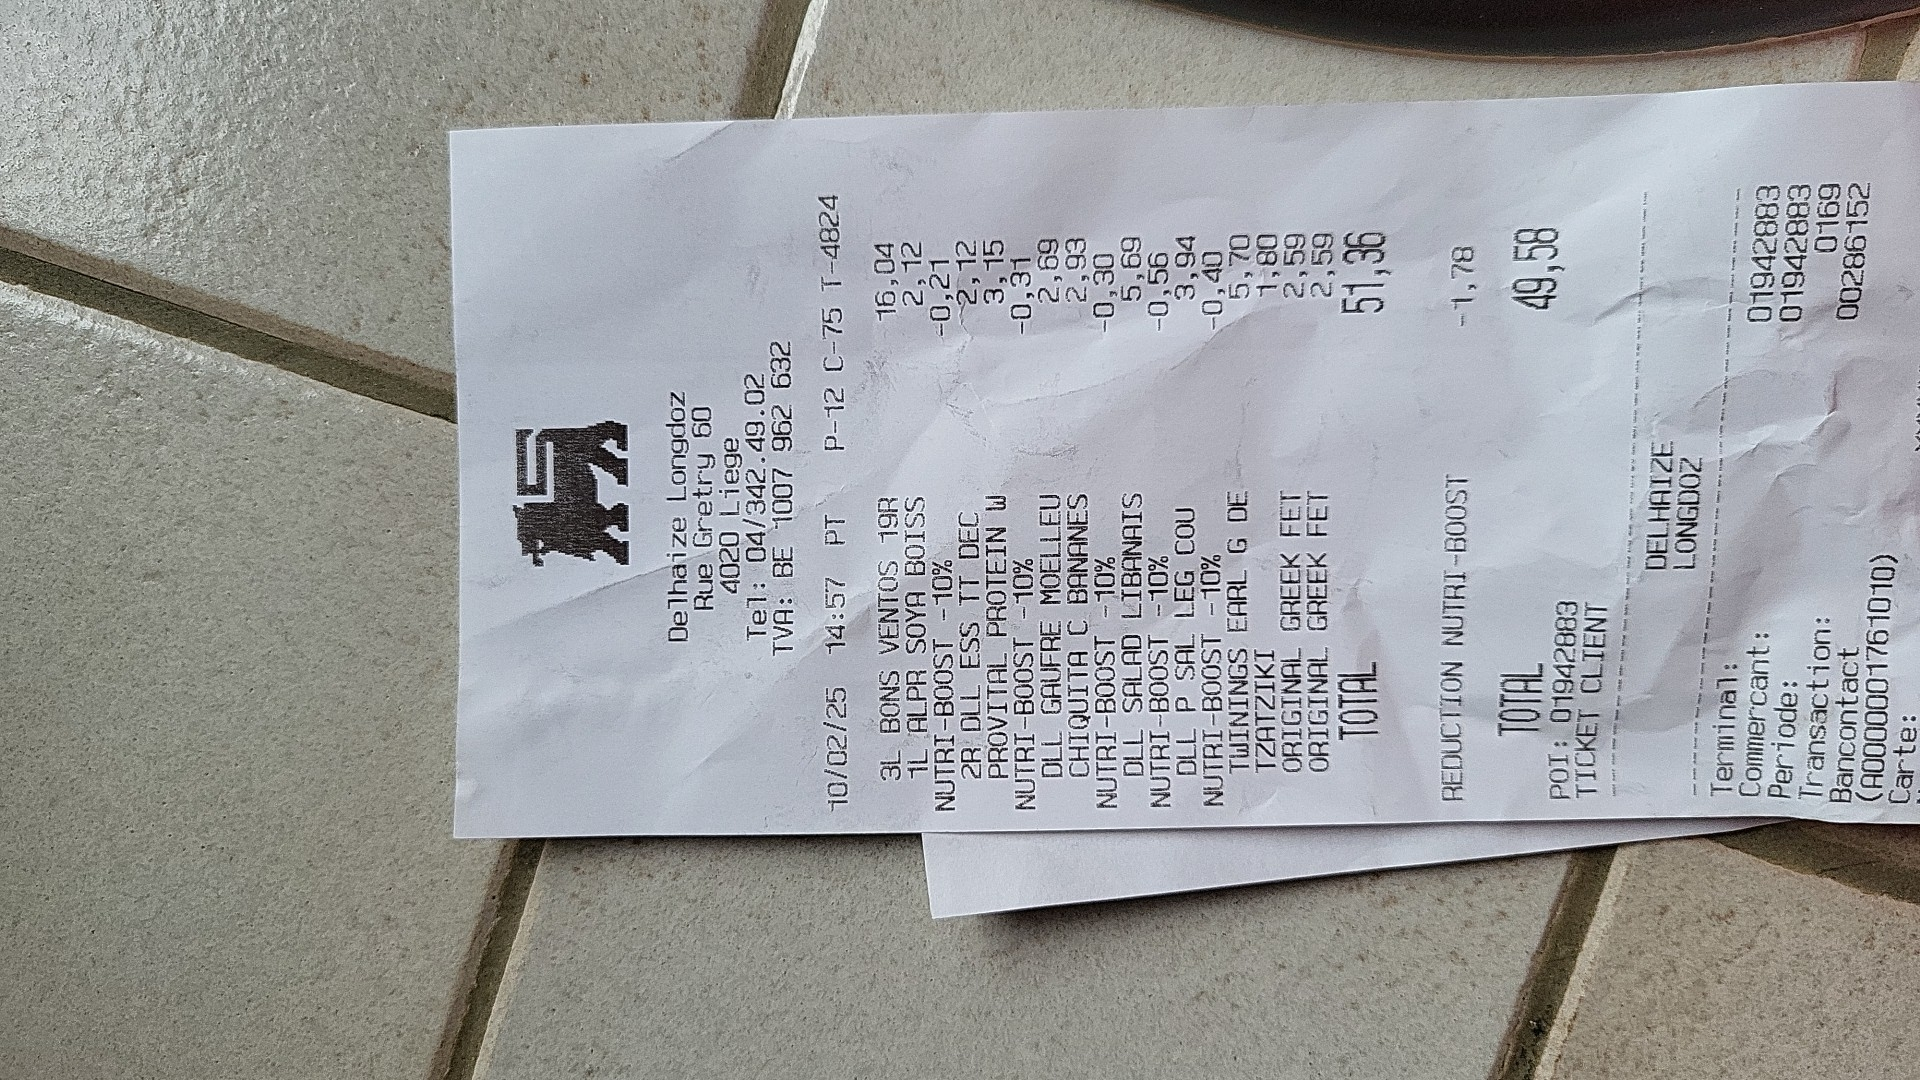 Delhaize Longdoz
Rue Gretry 60
4020 Liege
Tel: 04/342.49.02
TVA: BE 1007 962 632
10/02/25 14:57 PT P-12 C-75 T-4824
3L BONS VENTOS 19R 16,04
1L ALPR SOYA BOISS 2,12
NUTRI-BOOST -10% -0,21
2R DLL ESS TT DEC 2,12
PROVITAL PROTEIN W 3,15
NUTRI-BOOST -10% -0,31
DLL GAUFRE MOELLEU 2,69
CHIQUITA C BANANES 2,93
NUTRI-BOOST -10% -0,30
DLL SALAD LIBANAIS 5,69
NUTRI-BOOST -10% -0,56
DLL P SAL LEG COU 3,94
NUTRI-BOOST -10% -0,40
TWININGS EARL G DE 5,70
TZATZIKI 1,80
ORIGINAL GREEK FET 2,59
ORIGINAL GREEK FET 2,59
TOTAL 51,36
REDUCTION NUTRI-BOOST -1,78
TOTAL 49,58
POI: 01942883
TICKET CLIENT
DELHAIZE
LONGDOZ
Terminal: 01942883
Commercant: 01942883
Periode: 0169
Transaction: 00286152
Bancontact
(A000001761010)
Carte: